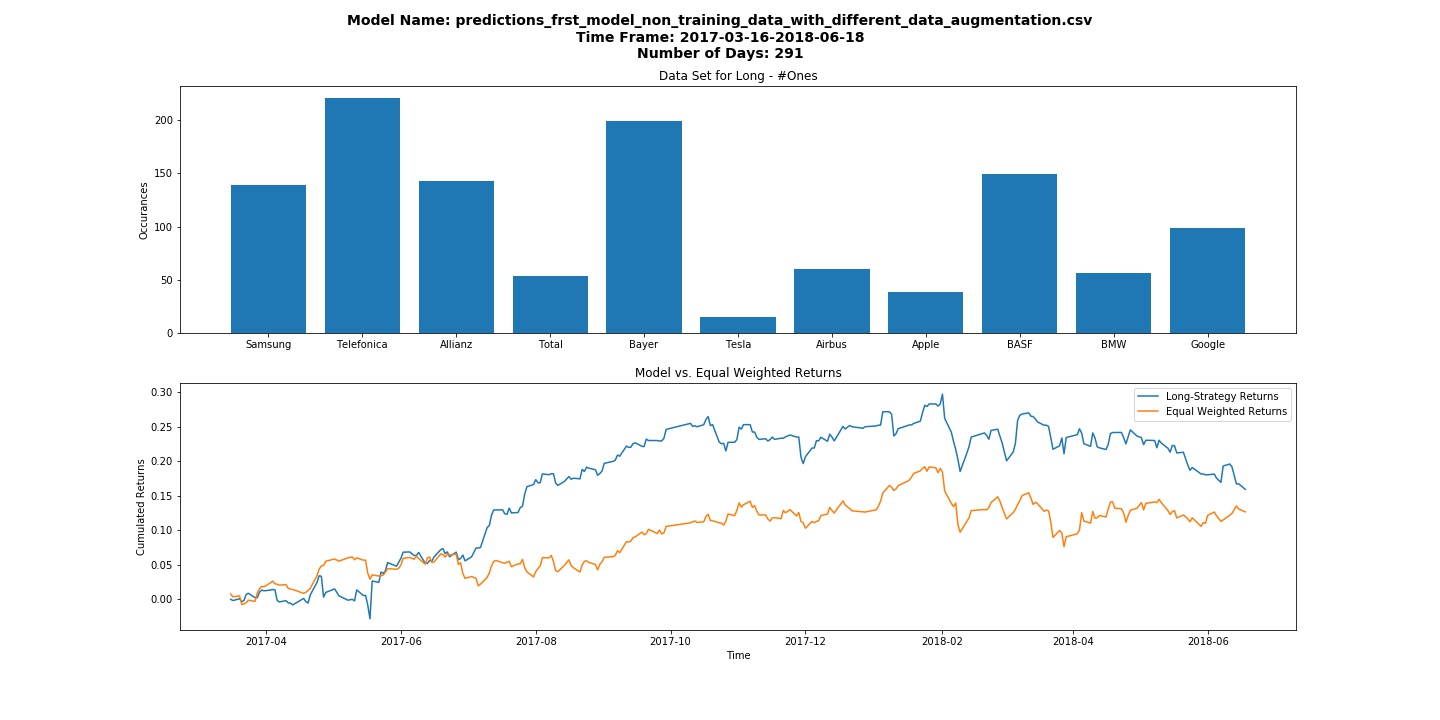 Model Name: predictions_frst_model_non_training_data_with_different_data_augmentation.csv
Time Frame: 2017-03-16-2018-06-18
Number of Days: 291
Data Set for Long - #Ones
Occurances
200
150
100
50
0
Samsung Telefonica Allianz Total Bayer Tesla Airbus Apple BASF BMW Google
Model vs. Equal Weighted Returns
Cumulated Returns
0.30
0.25
0.20
0.15
0.10
0.05
0.00
Long-Strategy Returns
Equal Weighted Returns
2017-04 2017-06 2017-08 2017-10 2017-12 2018-02 2018-04 2018-06
Time